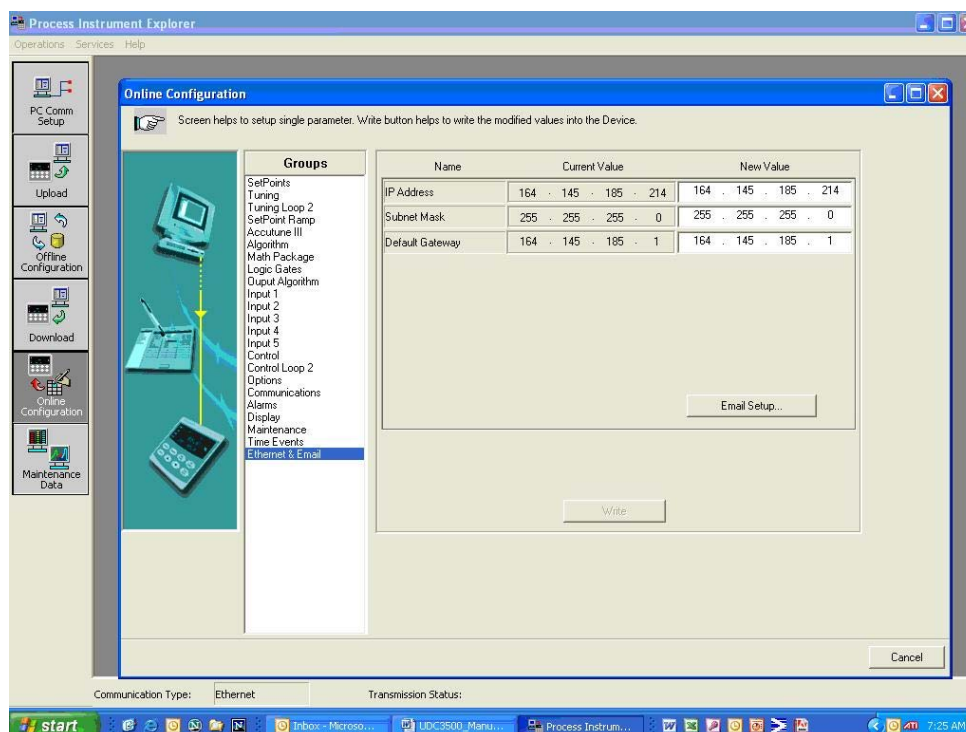 Process Instrument Explorer
Operations Services Help
PC Comm
Setup
Upload
Offline
Configuration
Download
Online
Configuration
Maintenance
Data
Online Configuration
Screen helps to setup single parameter. Write button helps to write the modified values into the Device.
Groups
SetPoints
Tuning
Tuning Loop 2
SetPoint Ramp
Accutune III
Algorithm
Math Package
Logic Gates
Ouput Algorithm
Input 1
Input 2
Input 3
Input 4
Input 5
Control
Control Loop 2
Options
Communications
Alarms
Display
Maintenance
Time Events
Ethernet & Email
Name Current Value New Value
IP Address 164 . 145 . 185 . 214 164 . 145 . 185 . 214
Subnet Mask 255 . 255 . 255 . 0 255 . 255 . 255 . 0
Default Gateway 164 . 145 . 185 . 1 164 . 145 . 185 . 1
Email Setup...
Write
Cancel
Communication Type: Ethernet Transmission Status:
start Inbox - Microso... UDC3500_Manu... Process Instrum... 7:25 AM